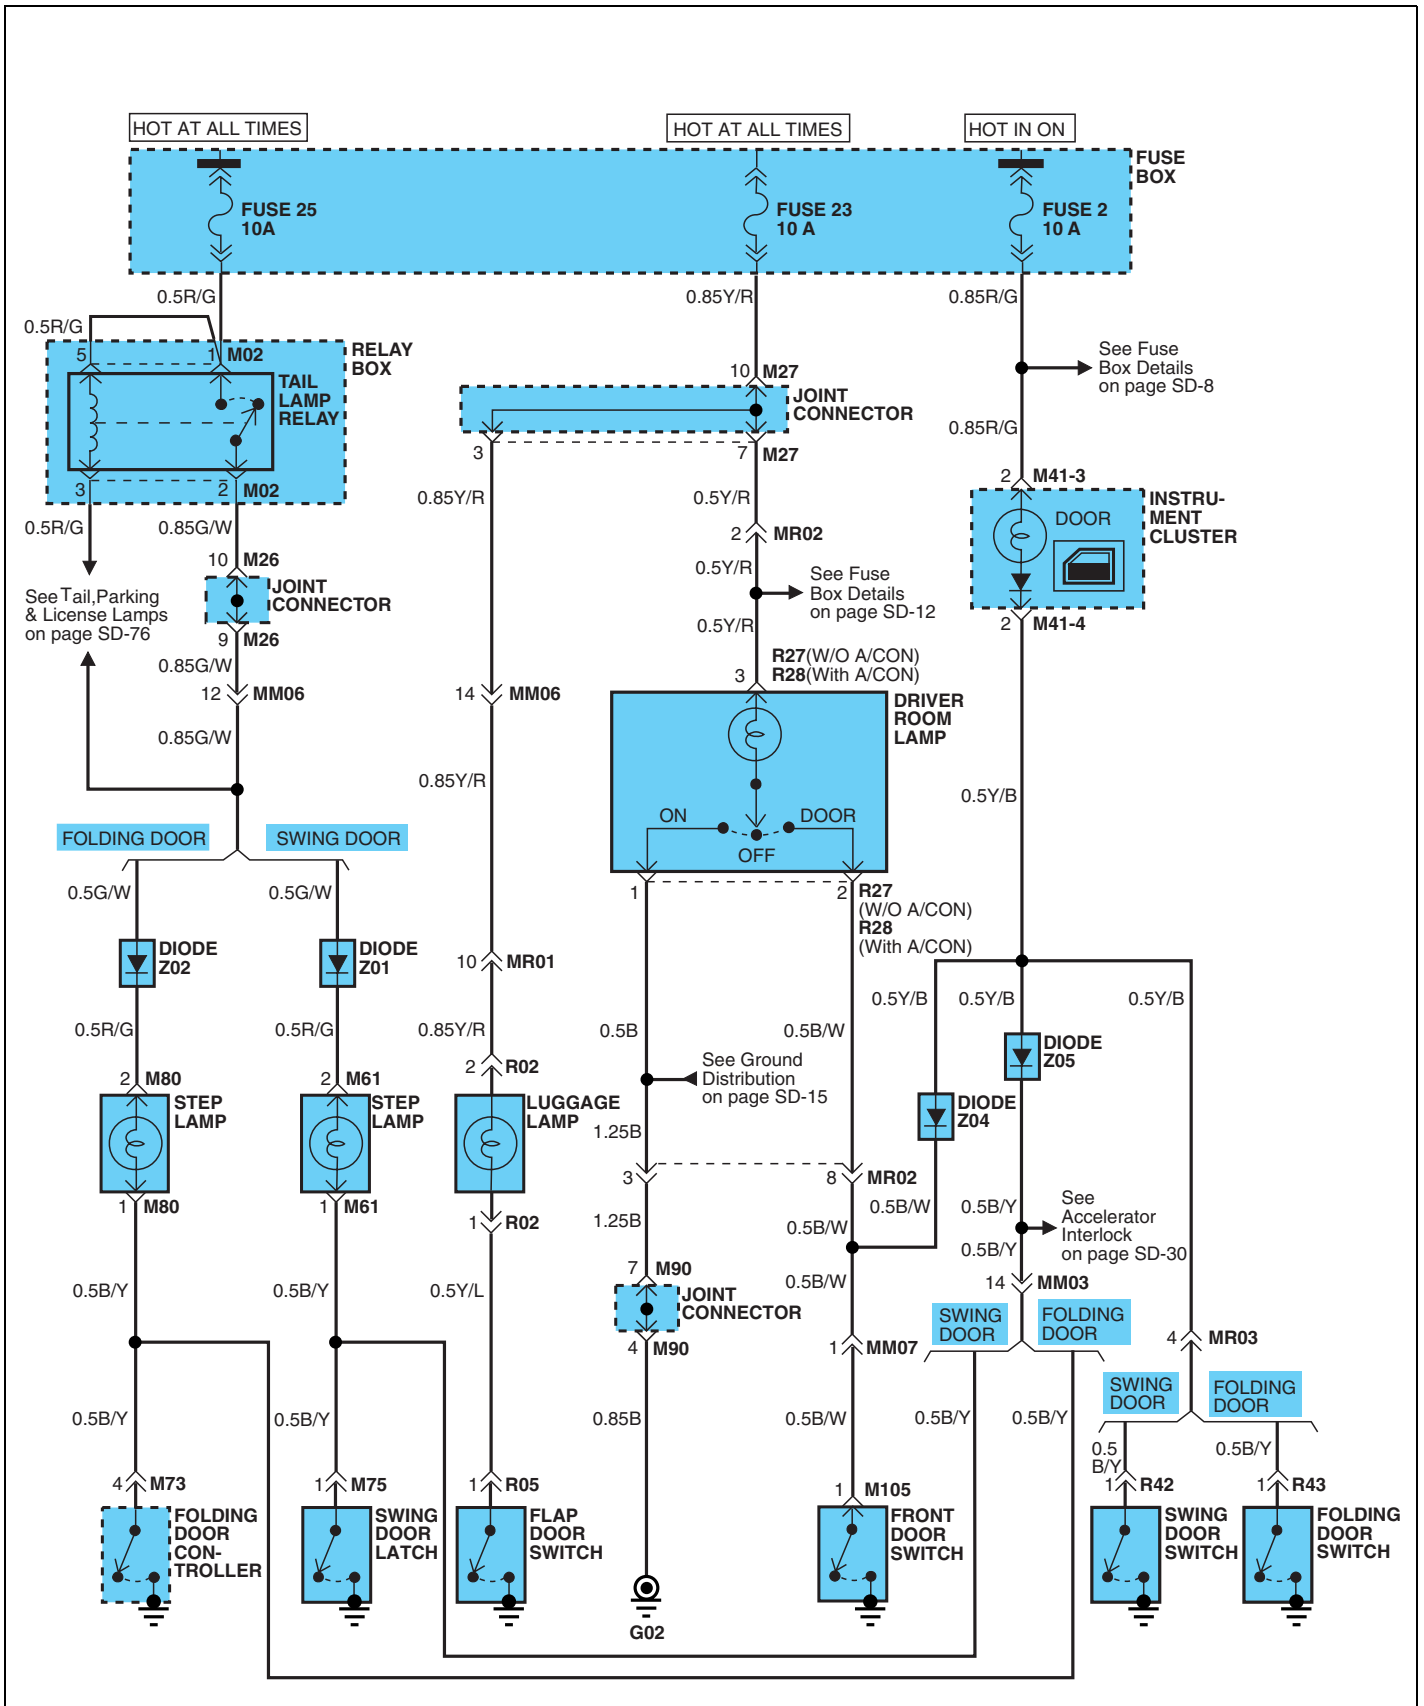 HOT AT ALL TIMES
HOT AT ALL TIMES
HOT IN ON
FUSE
BOX
FUSE 25
10A
FUSE 23
10 A
FUSE 2
10 A
0.5R/G
0.85Y/R
0.85R/G
0.5R/G
5
1
M02
RELAY
BOX
TAIL
LAMP
RELAY
3
2
M02
See Fuse
Box Details
on page SD-8
10
M27
JOINT
CONNECTOR
3
7
M27
0.85R/G
2
M41-3
INSTRU-
MENT
CLUSTER
DOOR
2
M41-4
0.5R/G
0.85G/W
0.85Y/R
0.5Y/R
2
MR02
0.5Y/R
See Fuse
Box Details
on page SD-12
0.5Y/R
10
M26
JOINT
CONNECTOR
9
M26
See Tail,Parking
& License Lamps
on page SD-76
0.85G/W
12
MM06
14
MM06
0.85G/W
R27(W/O A/CON)
R28(With A/CON)
3
DRIVER
ROOM
LAMP
ON
DOOR
OFF
0.85Y/R
0.5Y/B
FOLDING DOOR
SWING DOOR
0.5G/W
0.5G/W
1
2
R27
(W/O A/CON)
R28
(With A/CON)
DIODE
Z02
DIODE
Z01
10
MR01
0.5Y/B
0.5Y/B
0.5Y/B
0.5R/G
0.5R/G
0.85Y/R
0.5B
0.5B/W
DIODE
Z05
See Ground
Distribution
on page SD-15
2
M80
2
M61
2
R02
STEP
LAMP
STEP
LAMP
LUGGAGE
LAMP
DIODE
Z04
1.25B
3
8
MR02
1
M80
1
M61
1
R02
1.25B
0.5B/W
0.5B/W
0.5B/Y
See
Accelerator
Interlock
on page SD-30
0.5B/Y
7
M90
JOINT
CONNECTOR
4
M90
0.5B/Y
0.5B/Y
0.5Y/L
0.5B/W
14
MM03
SWING
DOOR
FOLDING
DOOR
1
MM07
4
MR03
SWING
DOOR
FOLDING
DOOR
0.5B/Y
0.5B/Y
0.85B
0.5B/W
0.5B/Y
0.5B/Y
0.5
B/Y
0.5B/Y
4
M73
1
M75
1
R05
1
M105
1
R42
1
R43
FOLDING
DOOR
CON-
TROLLER
SWING
DOOR
LATCH
FLAP
DOOR
SWITCH
FRONT
DOOR
SWITCH
SWING
DOOR
SWITCH
FOLDING
DOOR
SWITCH
G02